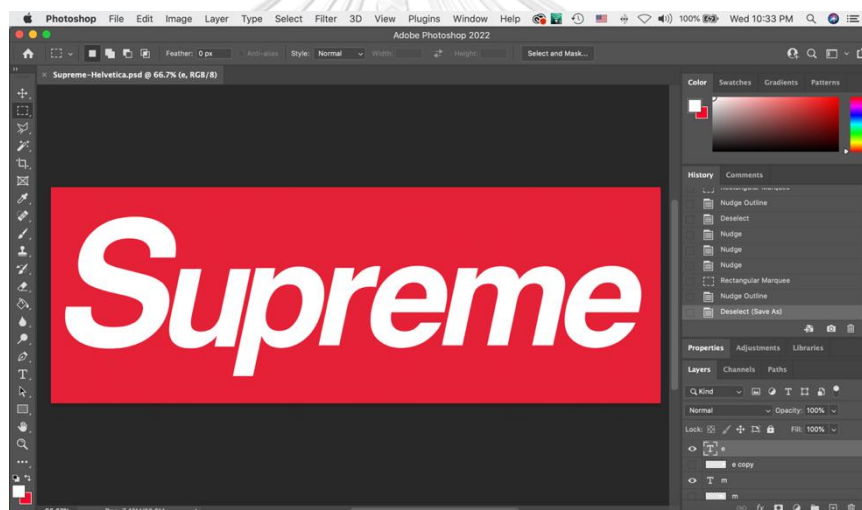 Photoshop File Edit Image Layer Type Select Filter 3D View Plugins Window Help 100% Wed 10:33 PM
Adobe Photoshop 2022
Feather: 0 px Anti-alias Style: Normal Width: Height: Select and Mask...
× Supreme-Helvetica.psd @ 66.7% (e, RGB/8)
Supreme
Color Swatches Gradients Patterns
History Comments
Rectangular Marquee
Nudge Outline
Deselect
Nudge
Nudge
Nudge
Rectangular Marquee
Nudge Outline
Deselect (Save As)
Properties Adjustments Libraries
Layers Channels Paths
Kind
Normal Opacity: 100%
Lock: Fill: 100%
e
e copy
T m
m